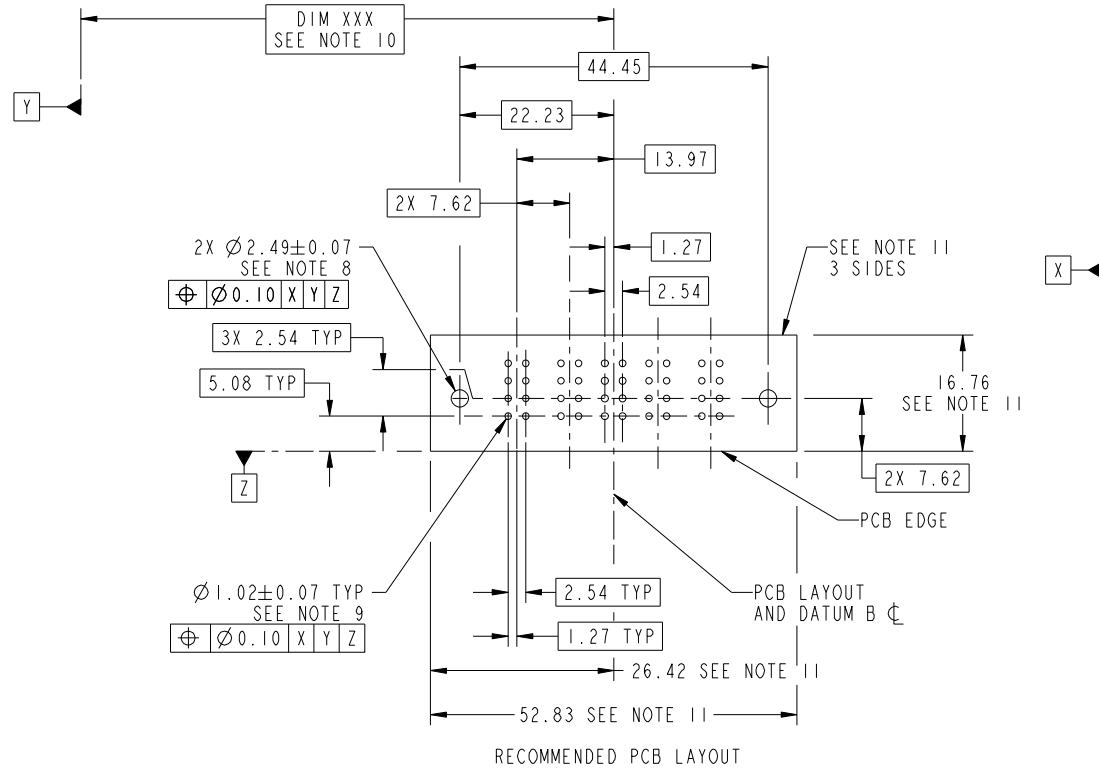 DIM XXX
SEE NOTE 10
44.45
Y
22.23
13.97
2X 7.62
2X Ø2.49±0.07
SEE NOTE 8
⌖ Ø0.10 X Y Z
1.27
SEE NOTE 11
3 SIDES
X
2.54
3X 2.54 TYP
5.08 TYP
16.76
SEE NOTE 11
Z
2X 7.62
PCB EDGE
Ø1.02±0.07 TYP
SEE NOTE 9
⌖ Ø0.10 X Y Z
2.54 TYP
PCB LAYOUT
AND DATUM B ℄
1.27 TYP
26.42 SEE NOTE 11
52.83 SEE NOTE 11
RECOMMENDED PCB LAYOUT